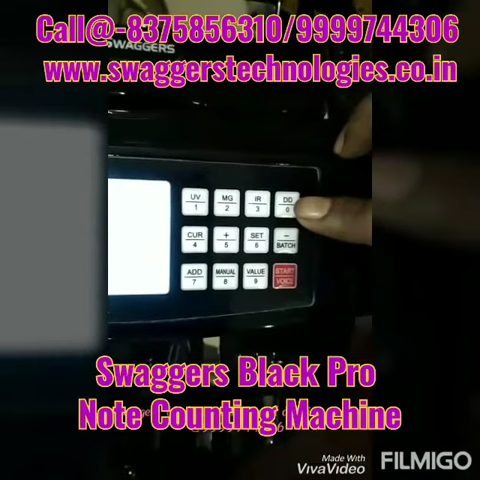 Call@-8375856310/9999744306
SWAGGERS
www.swaggerstechnologies.co.in
UV MG IR DD
1 2 3 0
CUR + SET −
4 5 6 BATCH
ADD MANUAL VALUE START
7 8 9 VOICE
Swaggers Black Pro
Note Counting Machine
Made With
VivaVideo
FILMIGO